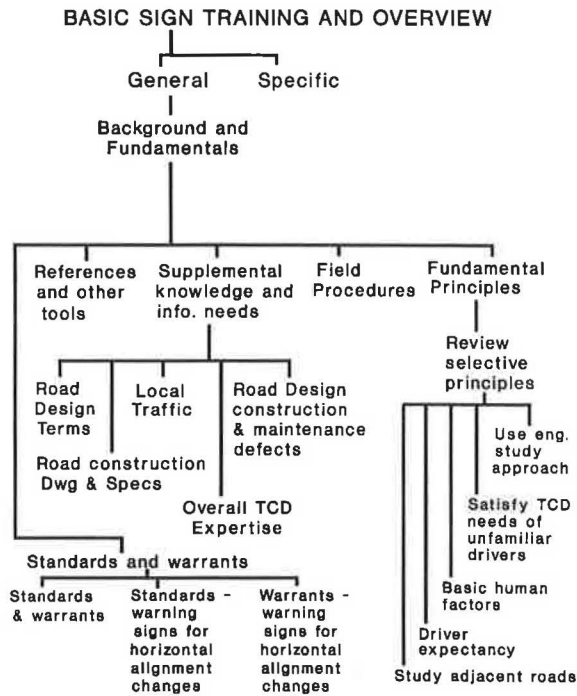 BASIC SIGN TRAINING AND OVERVIEW
General
Specific
Background and
Fundamentals
References
and other
tools
Supplemental
knowledge and
info. needs
Field
Procedures
Fundamental
Principles
Review
selective
principles
Road
Design
Terms
Local
Traffic
Road Design
construction
& maintenance
defects
Road construction
Dwg & Specs
Overall TCD
Expertise
Use eng.
study
approach
Satisfy TCD
needs of
unfamiliar
drivers
Basic human
factors
Driver
expectancy
Study adjacent roads
Standards and warrants
Standards
& warrants
Standards -
warning
signs for
horizontal
alignment
changes
Warrants -
warning
signs for
horizontal
alignment
changes